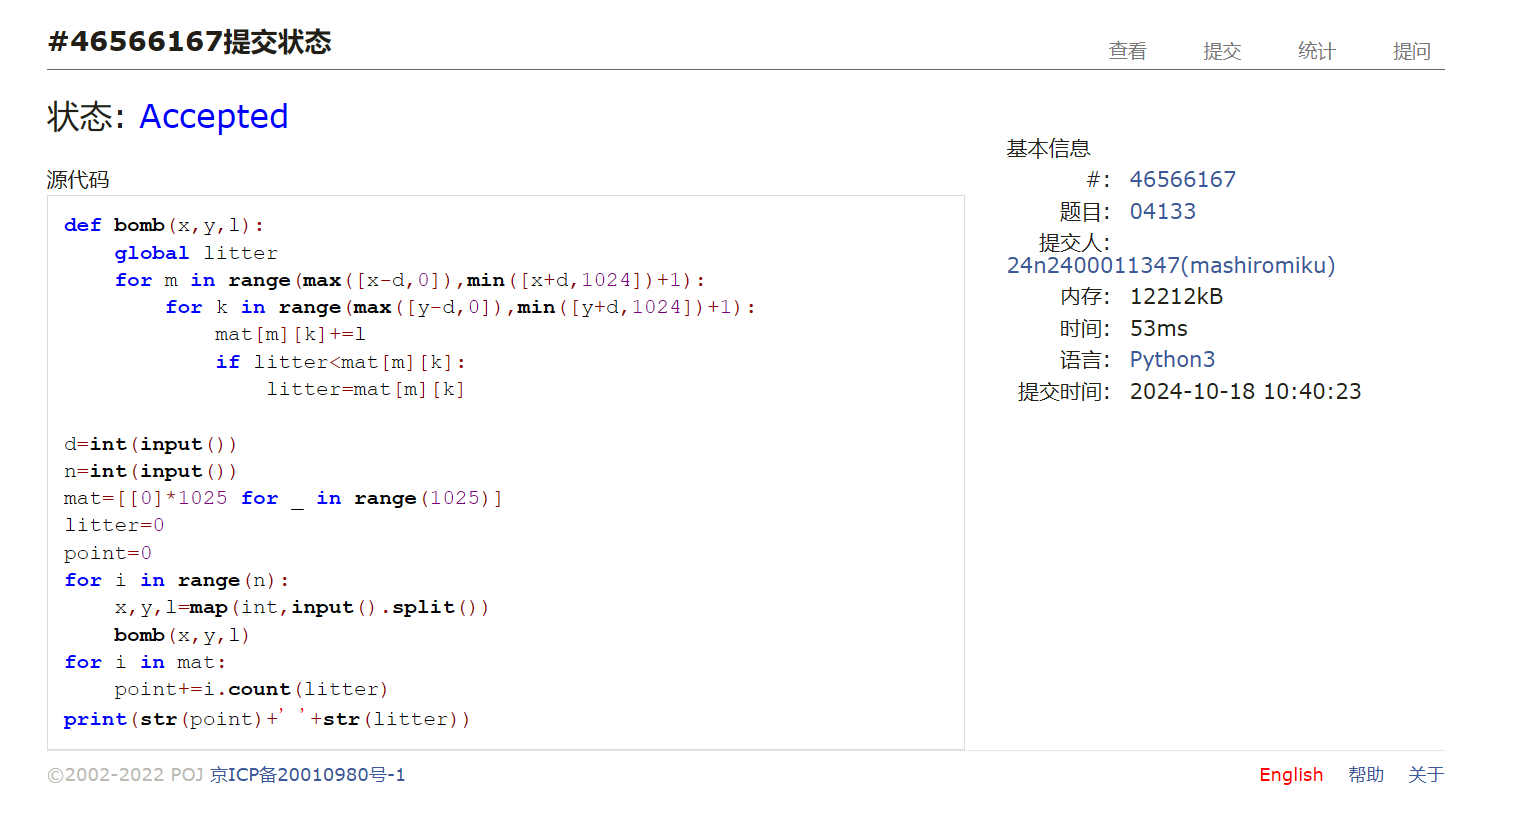 #46566167提交状态
查看 提交 统计 提问
状态: Accepted
源代码
def bomb(x,y,l):
    global litter
    for m in range(max([x-d,0]),min([x+d,1024])+1):
        for k in range(max([y-d,0]),min([y+d,1024])+1):
            mat[m][k]+=l
            if litter<mat[m][k]:
                litter=mat[m][k]
d=int(input())
n=int(input())
mat=[[0]*1025 for _ in range(1025)]
litter=0
point=0
for i in range(n):
    x,y,l=map(int,input().split())
    bomb(x,y,l)
for i in mat:
    point+=i.count(litter)
print(str(point)+' '+str(litter))
基本信息
#: 46566167
题目: 04133
提交人:
24n2400011347(mashiromiku)
内存: 12212kB
时间: 53ms
语言: Python3
提交时间: 2024-10-18 10:40:23
©2002-2022 POJ 京ICP备20010980号-1
English 帮助 关于